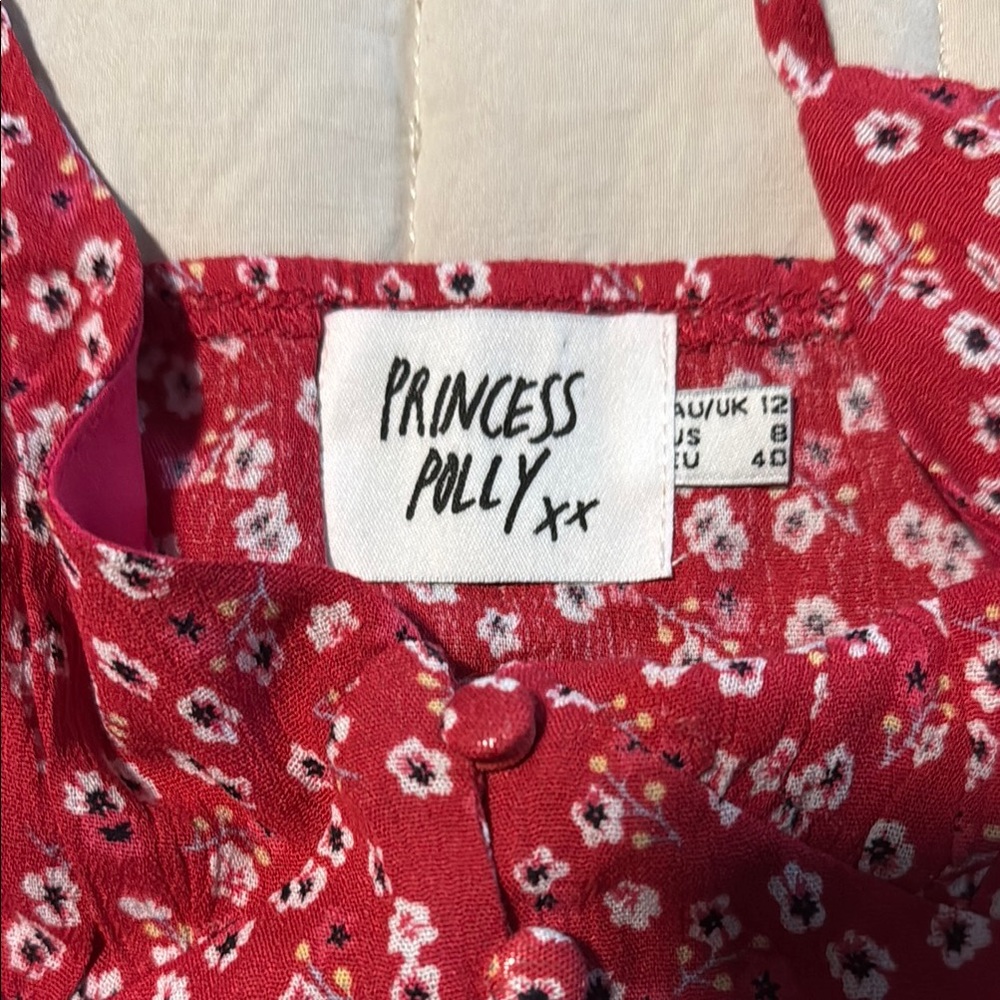 PRINCESS
POLLY xx
AU/UK 12
US 8
EU 40